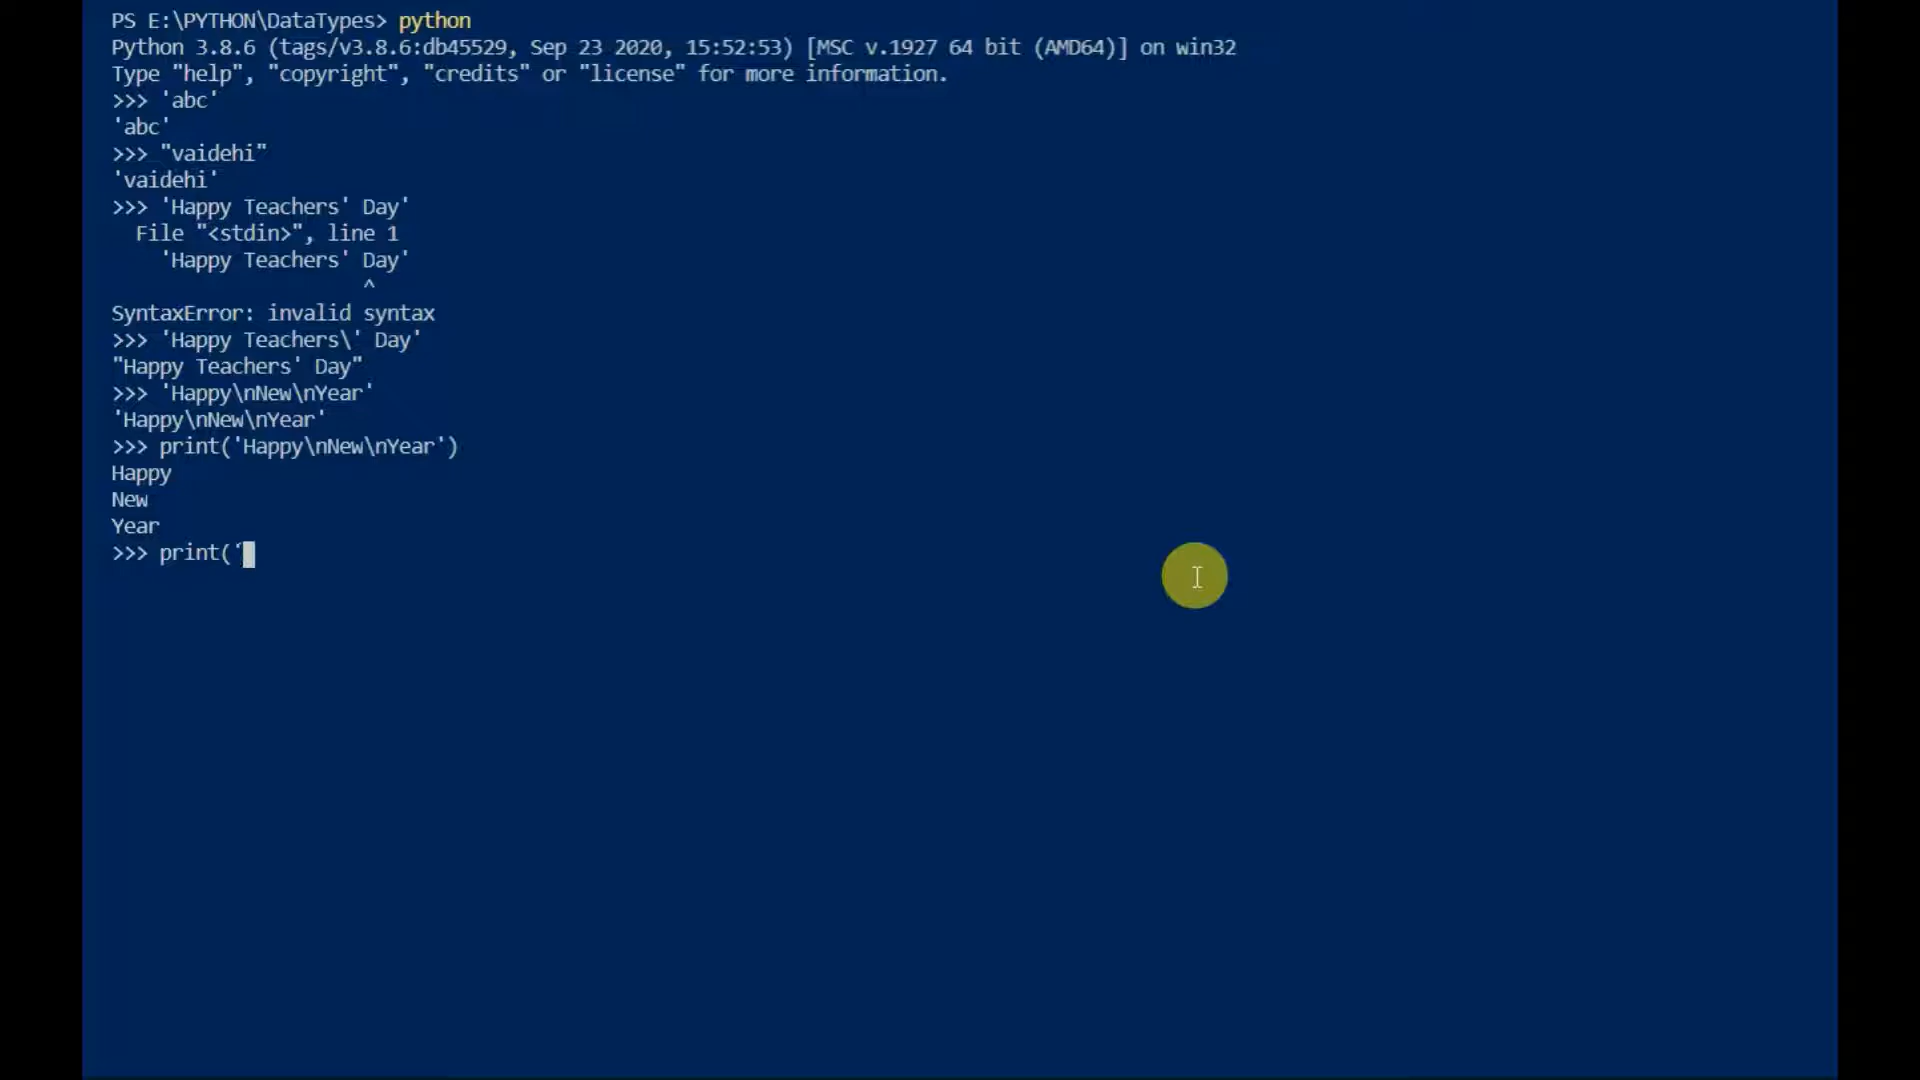 PS E:\PYTHON\DataTypes> python
Python 3.8.6 (tags/v3.8.6:db45529, Sep 23 2020, 15:52:53) [MSC v.1927 64 bit (AMD64)] on win32
Type "help", "copyright", "credits" or "license" for more information.
>>> 'abc'
'abc'
>>> "vaidehi"
'vaidehi'
>>> 'Happy Teachers' Day'
  File "<stdin>", line 1
    'Happy Teachers' Day'
                     ^
SyntaxError: invalid syntax
>>> 'Happy Teachers\' Day'
"Happy Teachers' Day"
>>> 'Happy\nNew\nYear'
'Happy\nNew\nYear'
>>> print('Happy\nNew\nYear')
Happy
New
Year
>>> print('